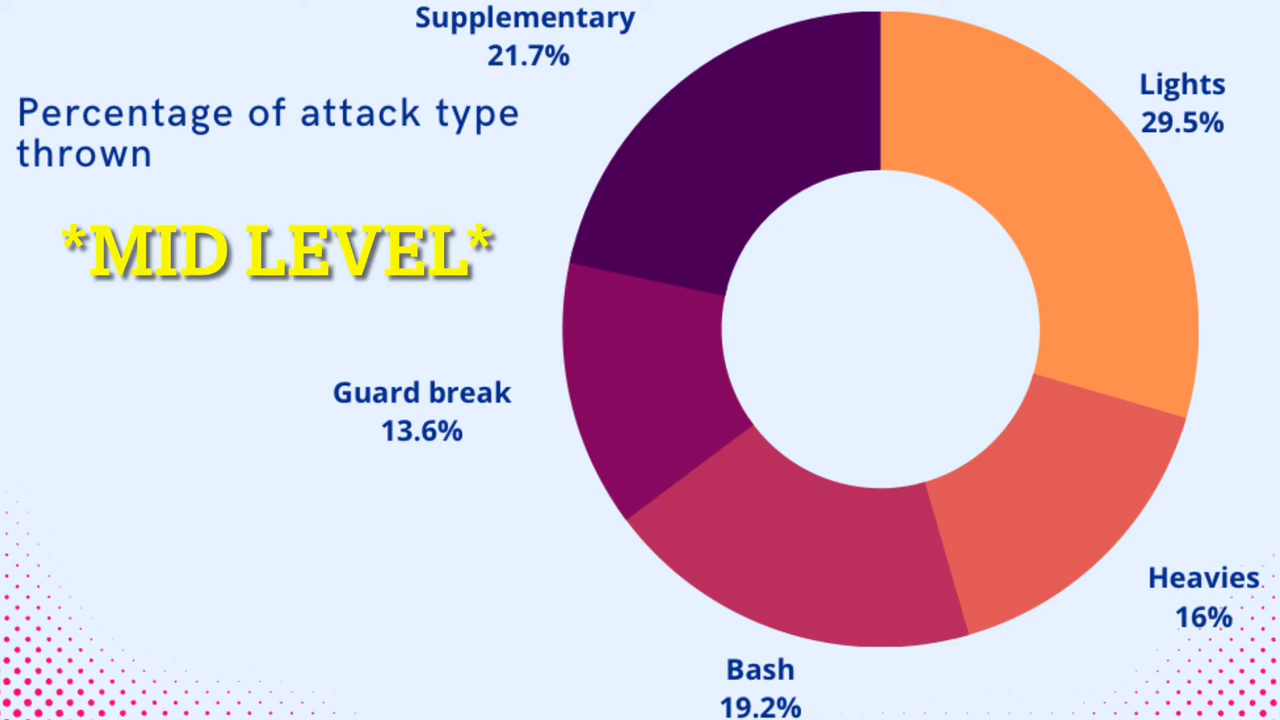 Supplementary
21.7%
Percentage of attack type
thrown
*MID LEVEL*
Lights
29.5%
Guard break
13.6%
Heavies
16%
Bash
19.2%